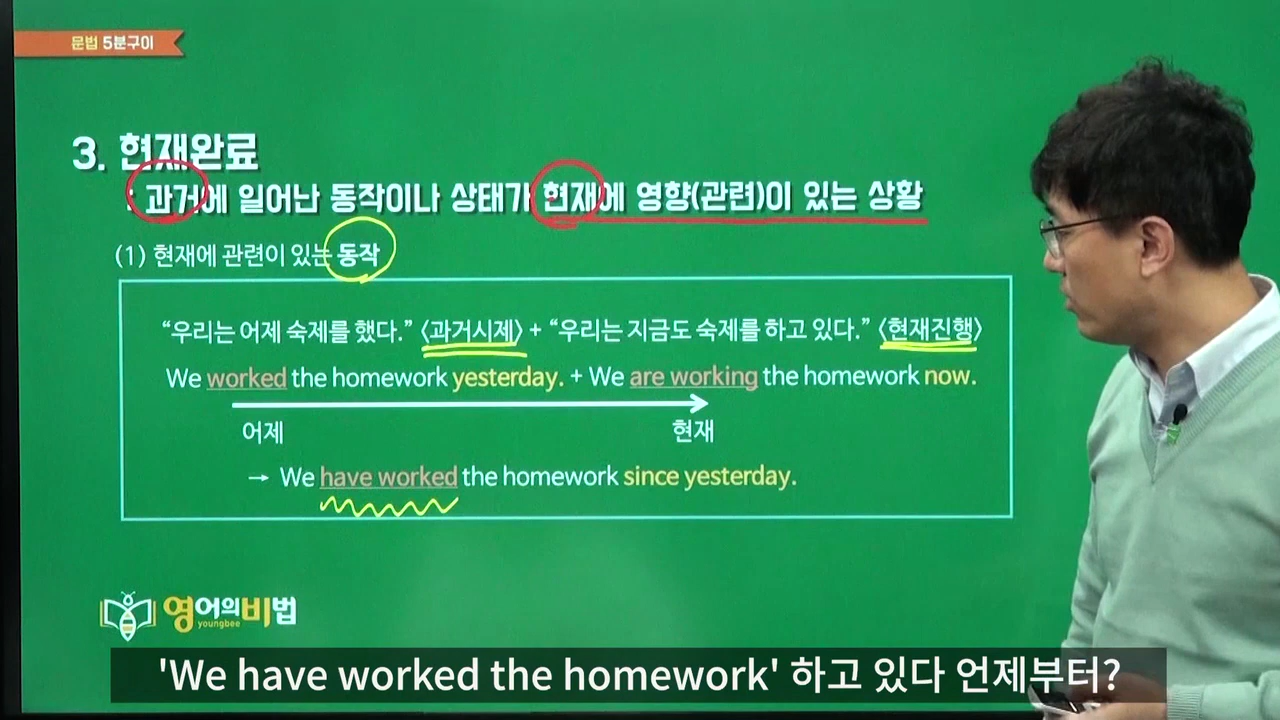 문법 5분구이
3. 현재완료
: 과거에 일어난 동작이나 상태가 현재에 영향(관련)이 있는 상황
(1) 현재에 관련이 있는 동작
“우리는 어제 숙제를 했다.” 〈과거시제〉 + “우리는 지금도 숙제를 하고 있다.” 〈현재진행〉
We worked the homework yesterday. + We are working the homework now.
어제 현재
→ We have worked the homework since yesterday.
영어의비법
youngbee
'We have worked the homework' 하고 있다 언제부터?